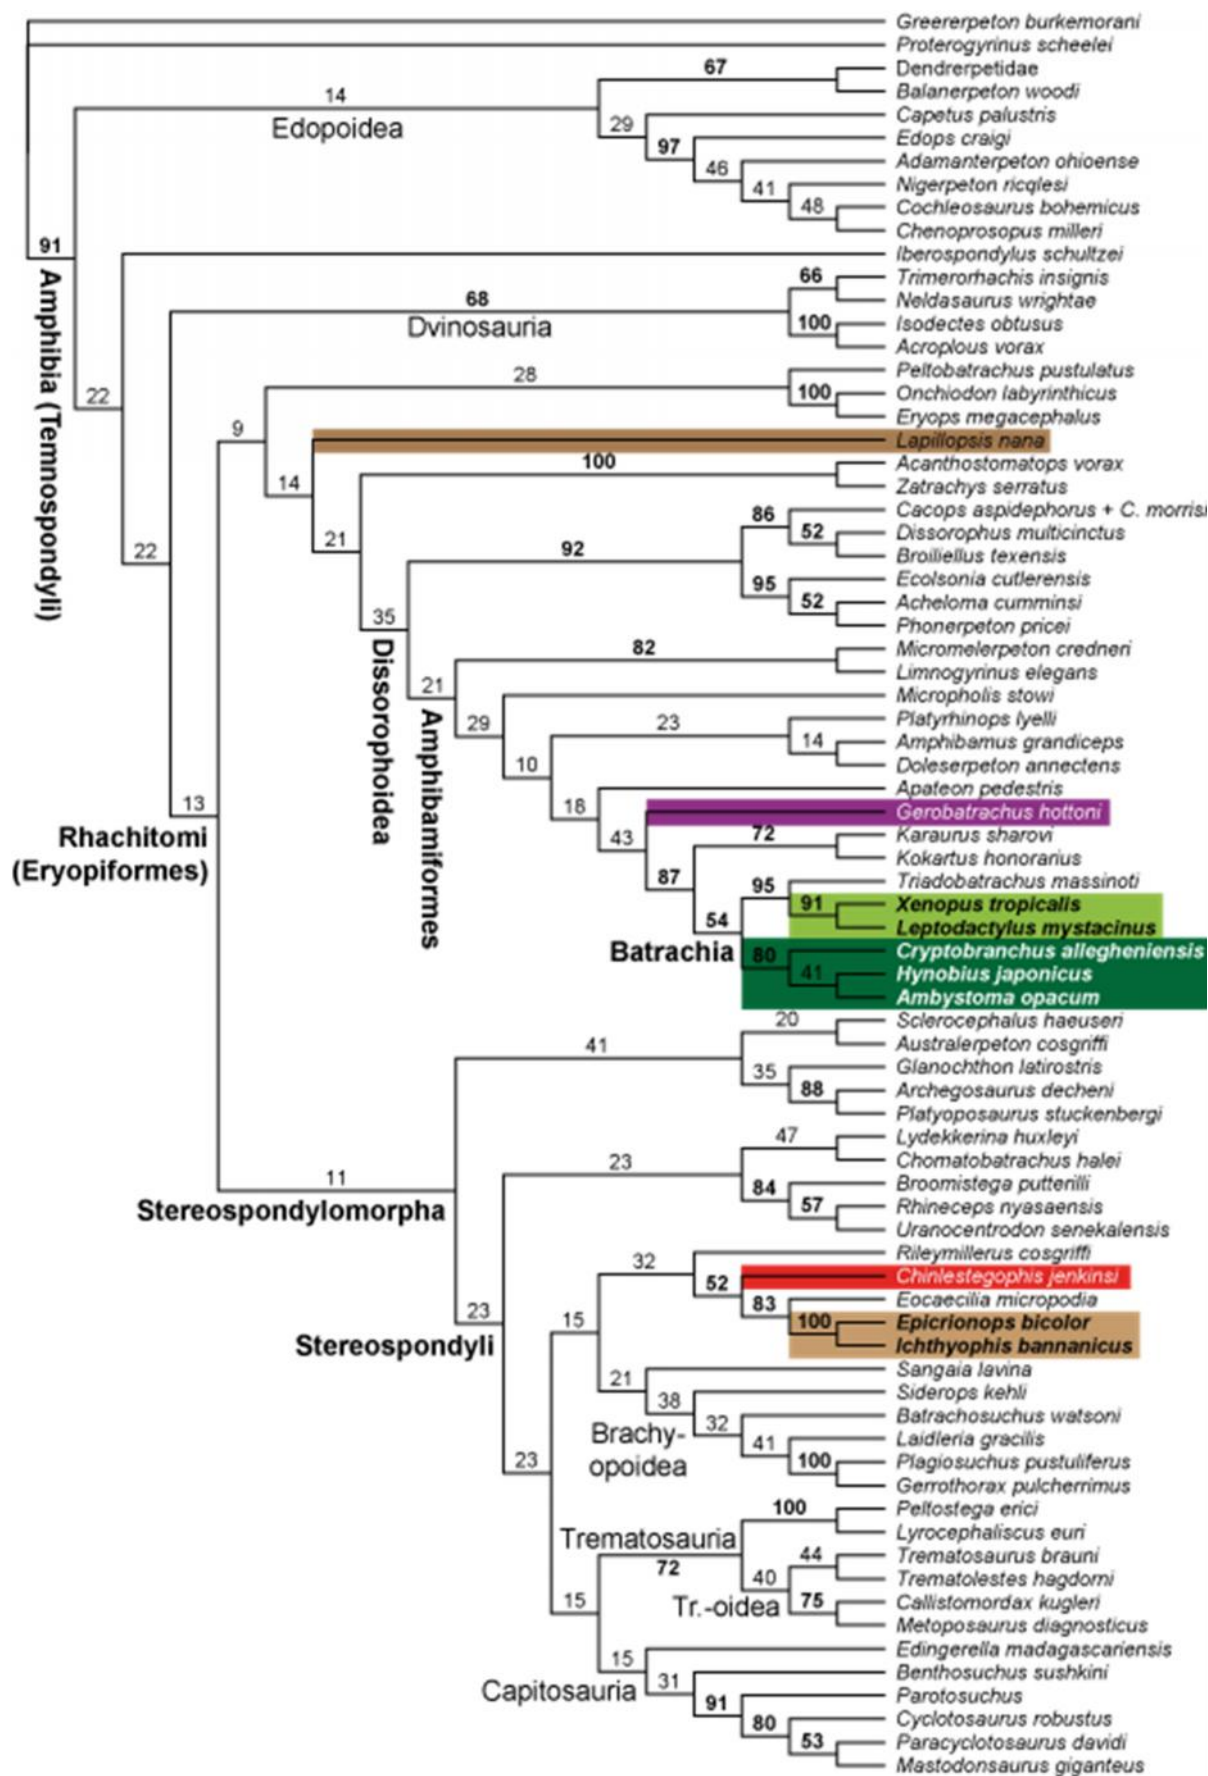 Greererpeton burkemorani
Proterogyrinus scheelei
67
Dendrerpetidae
Balanerpeton woodi
14
Edopoidea
Capetus palustris
29
Edops craigi
97
Adamanterpeton ohioense
46
Nigerpeton ricqlesi
41
Cochleosaurus bohemicus
48
Chenoprosopus milleri
91
Amphibia (Temnospondyli)
Iberospondylus schultzei
66
Trimerorhachis insignis
68
Neldasaurus wrightae
Dvinosauria
100
Isodectes obtusus
Acroplous vorax
28
Peltobatrachus pustulatus
22
100
Onchiodon labyrinthicus
Eryops megacephalus
9
Lapillopsis nana
100
Acanthostomatops vorax
14
Zatrachys serratus
86
Cacops aspidephorus + C. morrisi
52
Dissorophus multicinctus
21
22
92
Broiliellus texensis
95
Ecolsonia cutlerensis
52
Acheloma cumminsi
35
Phonerpeton pricei
Dissorophoidea
82
Micromelerpeton credneri
Limnogyrinus elegans
21
Amphibamiformes
Micropholis stowi
29
23
Platyrhinops lyelli
14
Amphibamus grandiceps
10
Doleserpeton annectens
Apateon pedestris
13
18
Gerobatrachus hottoni
Rhachitomi
(Eryopiformes)
43
72
Karaurus sharovi
Kokartus honorarius
87
95
Triadobatrachus massinoti
91
Xenopus tropicalis
54
Leptodactylus mystacinus
Batrachia
80
Cryptobranchus allegheniensis
41
Hynobius japonicus
Ambystoma opacum
20
Sclerocephalus haeuseri
41
Australerpeton cosgriffi
35
Glanochthon latirostris
88
Archegosaurus decheni
Platyoposaurus stuckenbergi
47
Lydekkerina huxleyi
23
Chomatobatrachus halei
11
84
Broomistega putterilli
Stereospondylomorpha
57
Rhineceps nyasaensis
Uranocentrodon senekalensis
32
Rileymillerus cosgriffi
52
Chinlestegophis jenkinsi
83
Eocaecilia micropodia
23
15
100
Epicrionops bicolor
Stereospondyli
Ichthyophis bannanicus
21
Sangaia lavina
38
Siderops kehli
32
Batrachosuchus watsoni
Brachy-
opoidea
41
Laidleria gracilis
23
100
Plagiosuchus pustuliferus
Gerrothorax pulcherrimus
100
Peltostega erici
Trematosauria
Lyrocephaliscus euri
72
44
Trematosaurus brauni
40
Trematolestes hagdorni
15
Tr.-oidea
75
Callistomordax kugleri
Metoposaurus diagnosticus
15
Edingerella madagascariensis
Capitosauria
31
Benthosuchus sushkini
91
Parotosuchus
80
Cyclotosaurus robustus
53
Paracyclotosaurus davidi
Mastodonsaurus giganteus